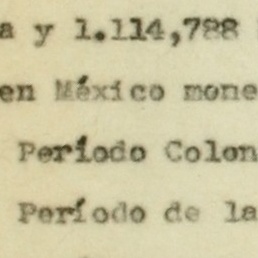 a y 1.114,788
en México mone
Período Colon
Período de la